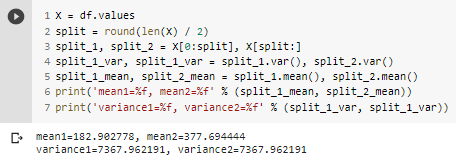 1 X = df.values
2 split = round(len(X) / 2)
3 split_1, split_2 = X[0:split], X[split:]
4 split_1_var, split_1_var = split_1.var(), split_2.var()
5 split_1_mean, split_2_mean = split_1.mean(), split_2.mean()
6 print('mean1=%f, mean2=%f' % (split_1_mean, split_2_mean))
7 print('variance1=%f, variance2=%f' % (split_1_var, split_1_var))
mean1=182.902778, mean2=377.694444
variance1=7367.962191, variance2=7367.962191